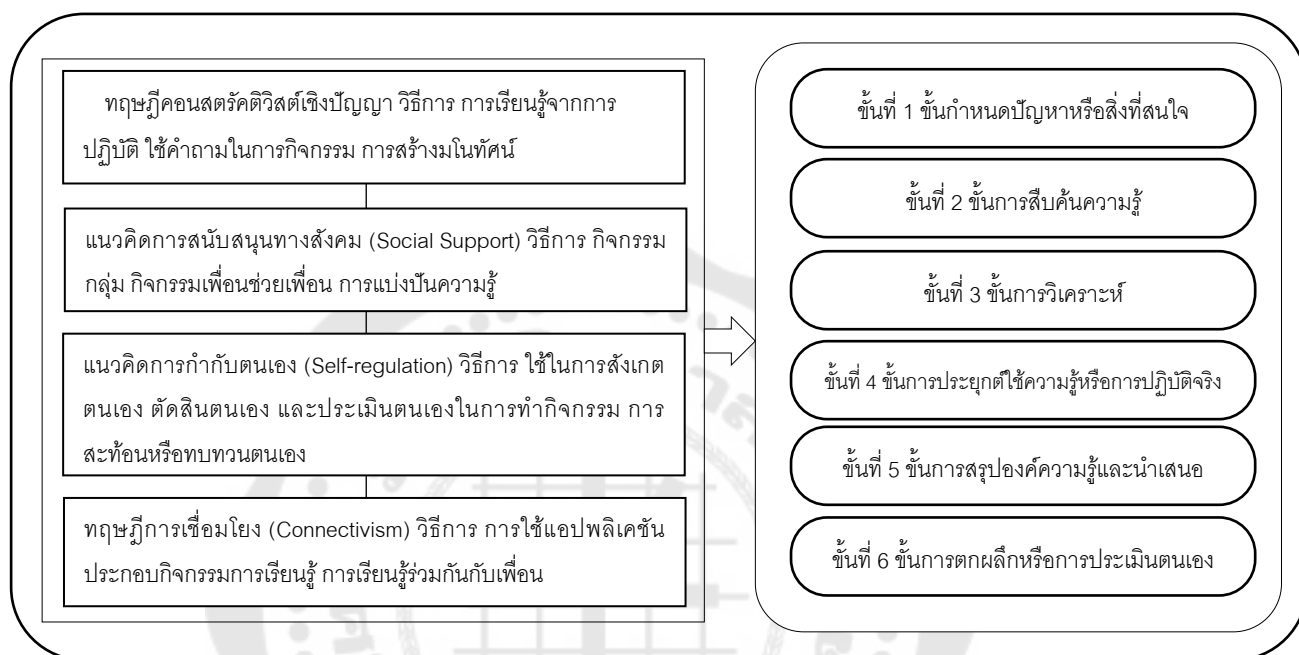 ทฤษฎีคอนสตรัคติวิสต์เชิงปัญญา วิธีการ การเรียนรู้จากการ
ปฏิบัติ ใช้คำถามในการกิจกรรม การสร้างมโนทัศน์
แนวคิดการสนับสนุนทางสังคม (Social Support) วิธีการ กิจกรรม
กลุ่ม กิจกรรมเพื่อนช่วยเพื่อน การแบ่งปันความรู้
แนวคิดการกำกับตนเอง (Self-regulation) วิธีการ ใช้ในการสังเกต
ตนเอง ตัดสินตนเอง และประเมินตนเองในการทำกิจกรรม การ
สะท้อนหรือทบทวนตนเอง
ทฤษฎีการเชื่อมโยง (Connectivism) วิธีการ การใช้แอปพลิเคชัน
ประกอบกิจกรรมการเรียนรู้ การเรียนรู้ร่วมกันกับเพื่อน
ขั้นที่ 1 ขั้นกำหนดปัญหาหรือสิ่งที่สนใจ
ขั้นที่ 2 ขั้นการสืบค้นความรู้
ขั้นที่ 3 ขั้นการวิเคราะห์
ขั้นที่ 4 ขั้นการประยุกต์ใช้ความรู้หรือการปฏิบัติจริง
ขั้นที่ 5 ขั้นการสรุปองค์ความรู้และนำเสนอ
ขั้นที่ 6 ขั้นการตกผลึกหรือการประเมินตนเอง